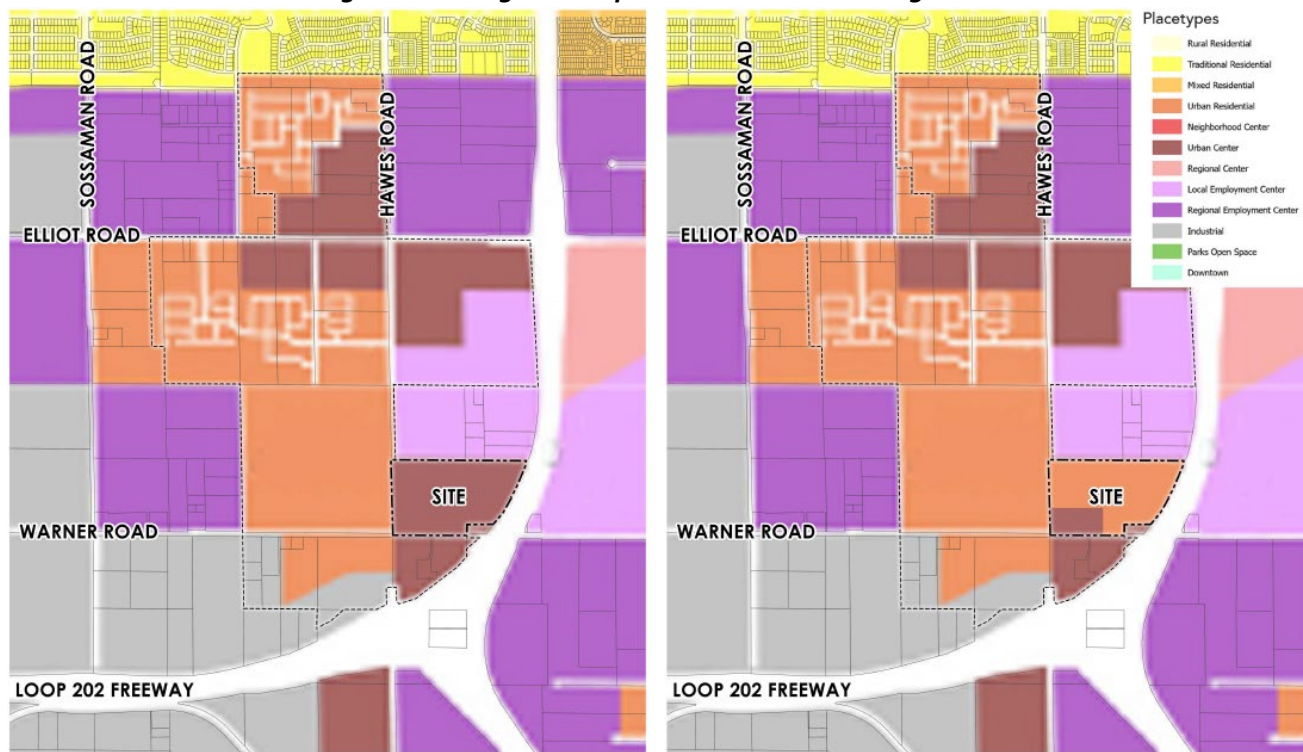 SOSSAMAN ROAD
HAWES ROAD
ELLIOT ROAD
SITE
WARNER ROAD
LOOP 202 FREEWAY
SOSSAMAN ROAD
HAWES ROAD
ELLIOT ROAD
SITE
WARNER ROAD
LOOP 202 FREEWAY
Placetypes
Rural Residential
Traditional Residential
Mixed Residential
Urban Residential
Neighborhood Center
Urban Center
Regional Center
Local Employment Center
Regional Employment Center
Industrial
Parks Open Space
Downtown